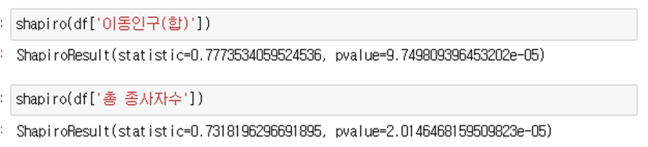 shapiro(df['이동인구(합)'])
ShapiroResult(statistic=0.7773534059524536, pvalue=9.749809396453202e-05)
shapiro(df['총 종사자수'])
ShapiroResult(statistic=0.7318196296691895, pvalue=2.0146468159509823e-05)